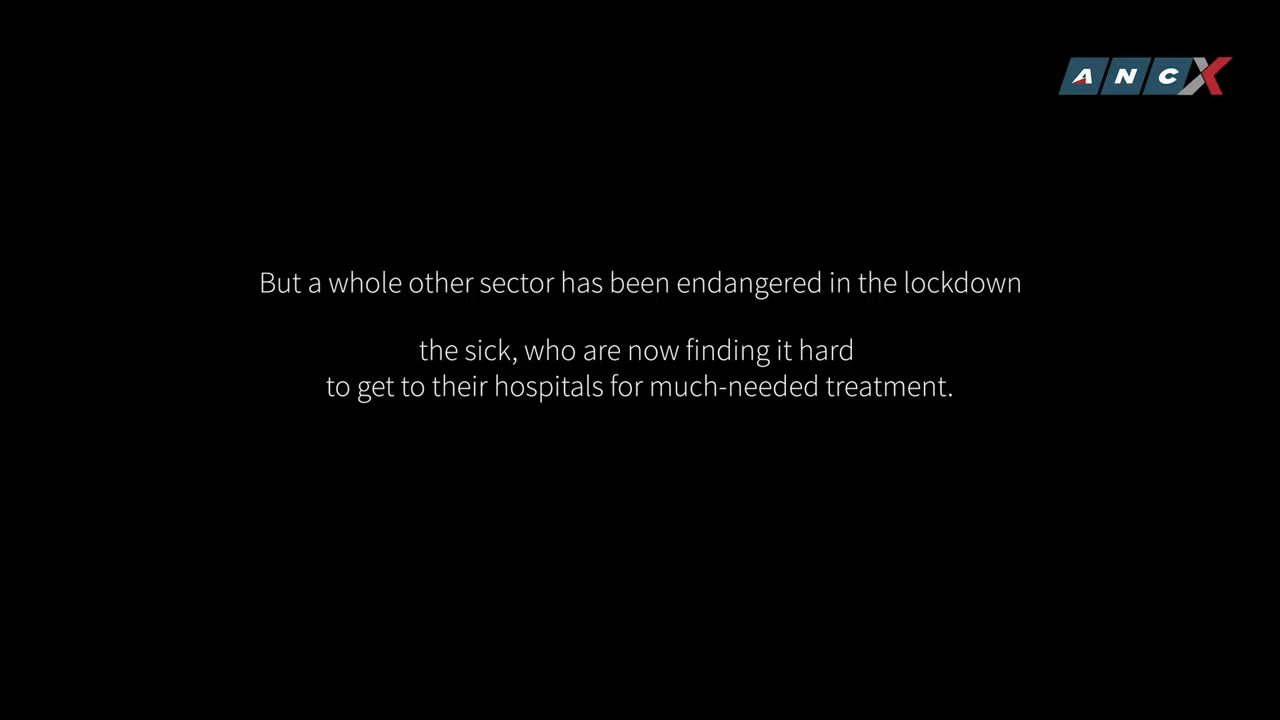 ANCX
But a whole other sector has been endangered in the lockdown
the sick, who are now finding it hard
to get to their hospitals for much-needed treatment.